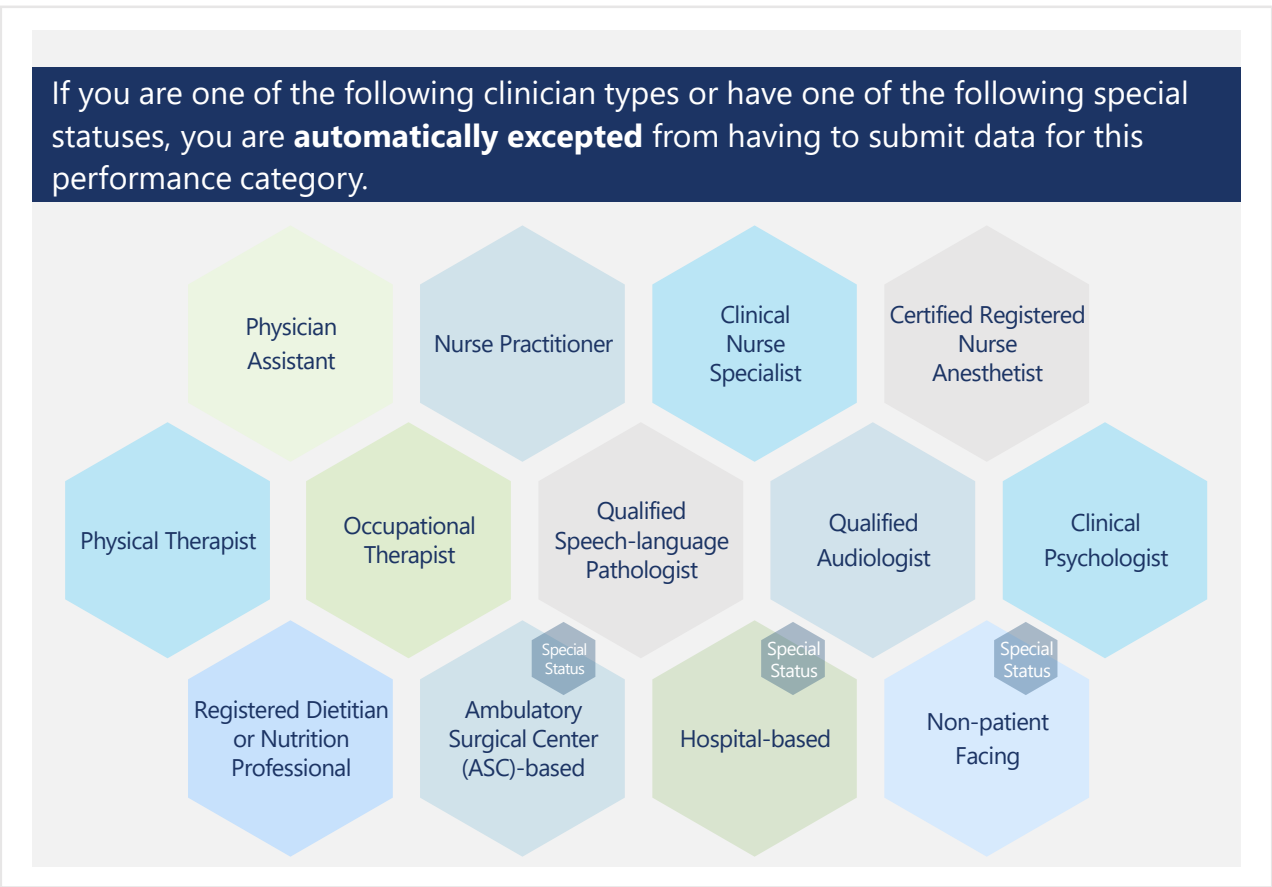 If you are one of the following clinician types or have one of the following special
statuses, you are automatically excepted from having to submit data for this
performance category.
Physician
Assistant
Nurse Practitioner
Clinical
Nurse
Specialist
Certified Registered
Nurse
Anesthetist
Physical Therapist
Occupational
Therapist
Qualified
Speech-language
Pathologist
Qualified
Audiologist
Clinical
Psychologist
Registered Dietitian
or Nutrition
Professional
Special
Status
Ambulatory
Surgical Center
(ASC)-based
Special
Status
Hospital-based
Special
Status
Non-patient
Facing